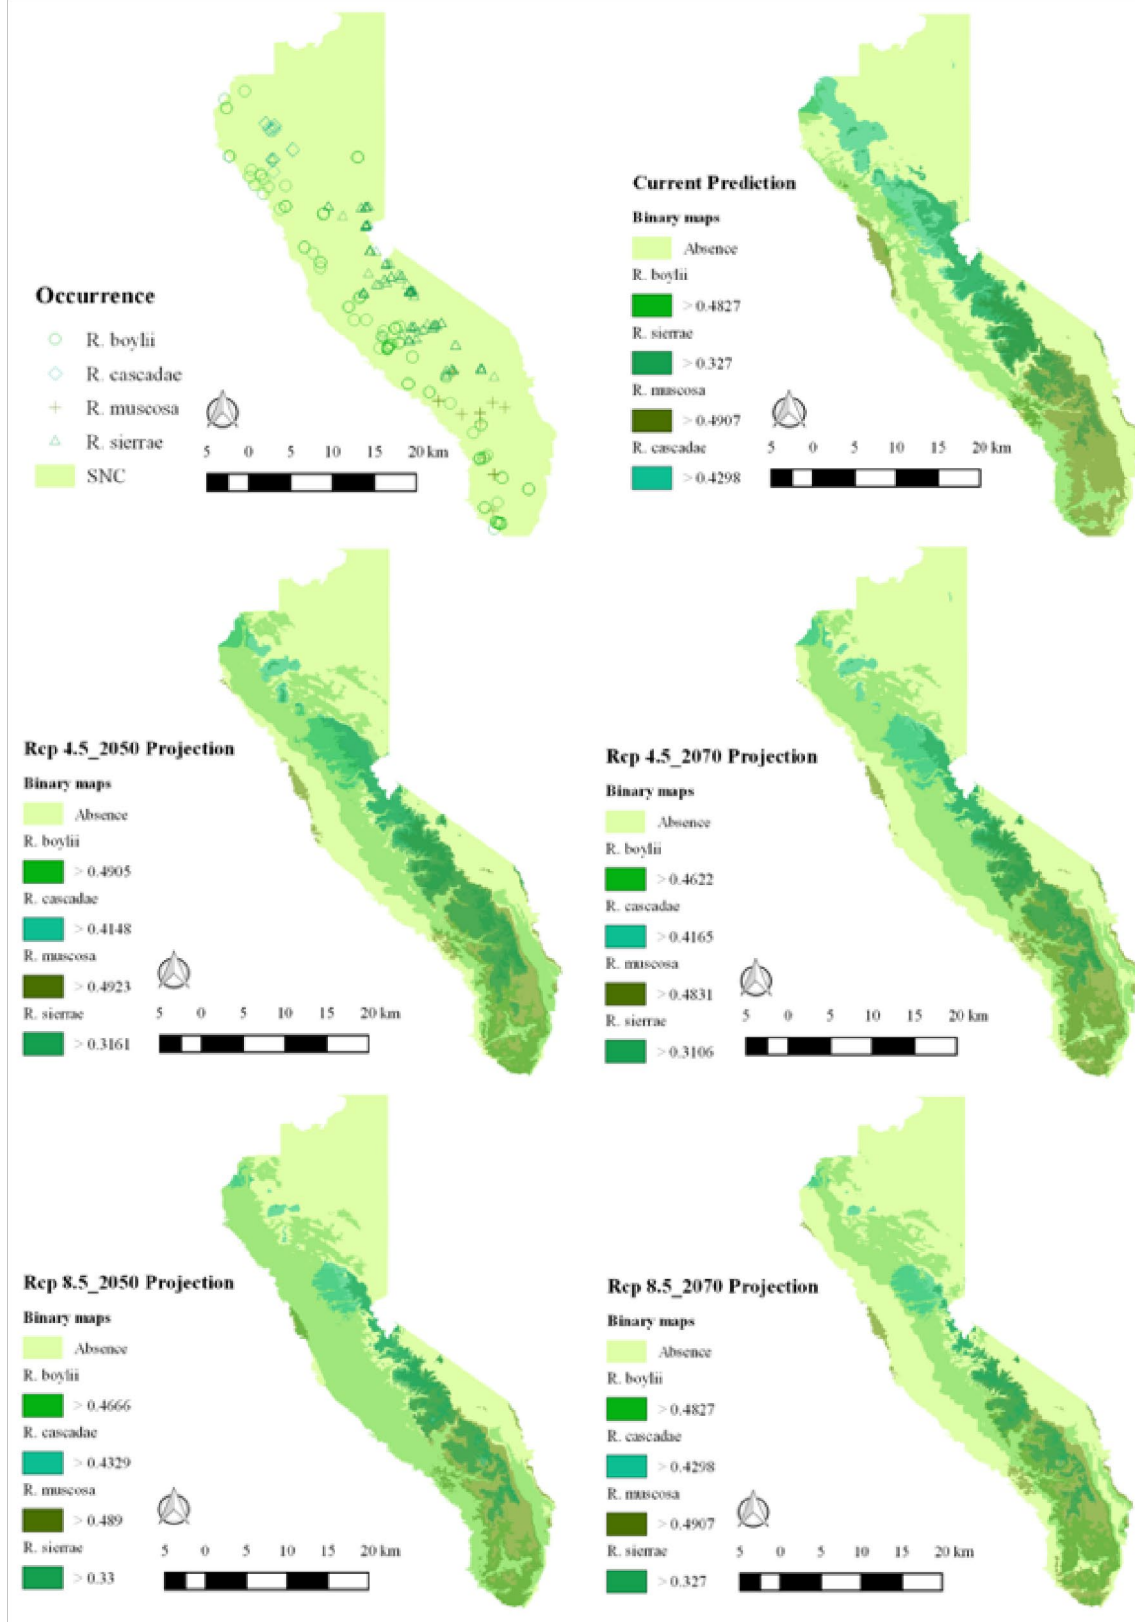 Occurrence
R. boylii
R. cascadae
R. muscosa
R. sierrae
SNC
5 0 5 10 15 20 km
Current Prediction
Binary maps
Absence
R. boylii
> 0.4827
R. sierrae
> 0.327
R. muscosa
> 0.4907
R. cascadae
> 0.4298
5 0 5 10 15 20 km
Rcp 4.5_2050 Projection
Binary maps
Absence
R. boylii
> 0.4905
R. cascadae
> 0.4148
R. muscosa
> 0.4923
R. sierrae
> 0.3161
5 0 5 10 15 20 km
Rcp 4.5_2070 Projection
Binary maps
Absence
R. boylii
> 0.4622
R. cascadae
> 0.4165
R. muscosa
> 0.4831
R. sierrae
> 0.3106
5 0 5 10 15 20 km
Rcp 8.5_2050 Projection
Binary maps
Absence
R. boylii
> 0.4666
R. cascadae
> 0.4329
R. muscosa
> 0.489
R. sierrae
> 0.33
5 0 5 10 15 20 km
Rcp 8.5_2070 Projection
Binary maps
Absence
R. boylii
> 0.4827
R. cascadae
> 0.4298
R. muscosa
> 0.4907
R. sierrae
> 0.327
5 0 5 10 15 20 km